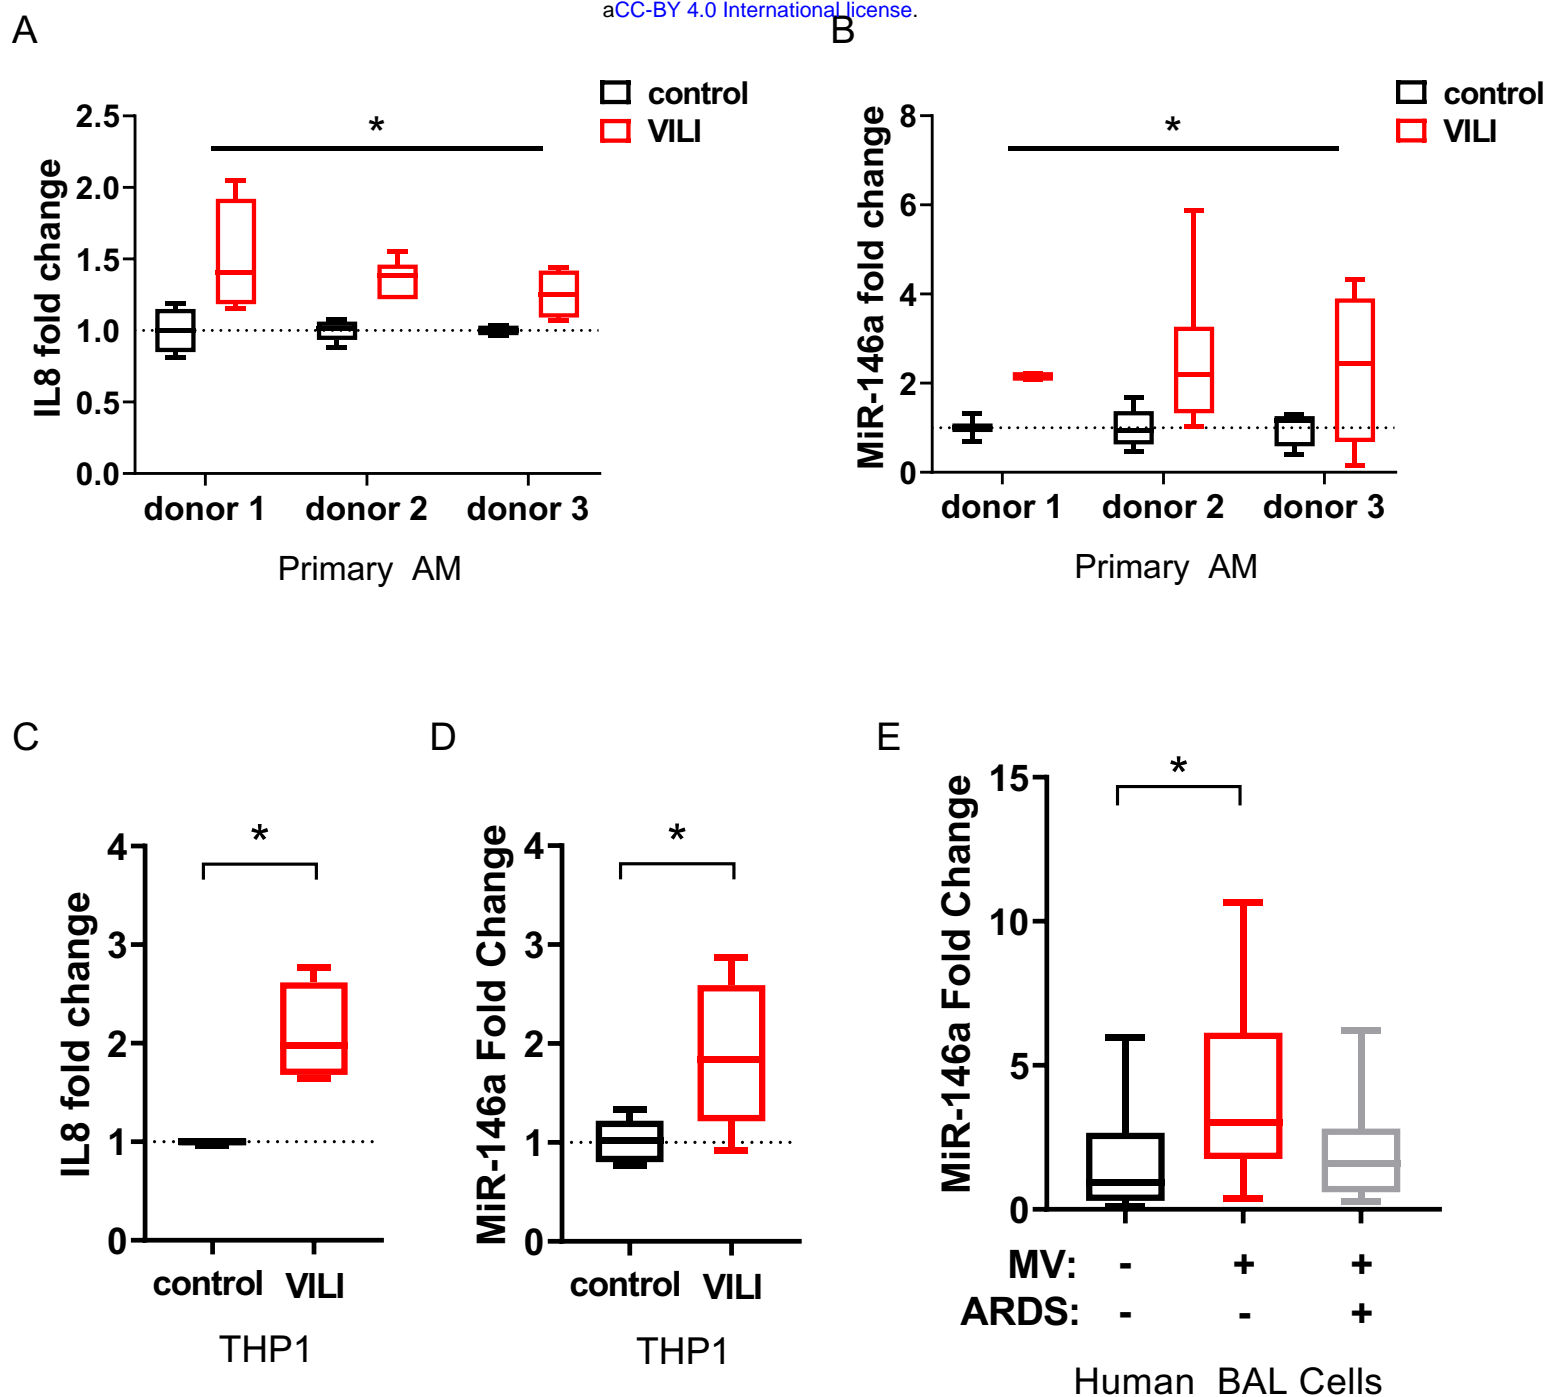 aCC-BY 4.0 International license.
A
control
VILI
*
2.5
2.0
1.5
1.0
0.5
0.0
IL8 fold change
donor 1 donor 2 donor 3
Primary AM
B
control
VILI
*
8
6
4
2
0
MiR-146a fold change
donor 1 donor 2 donor 3
Primary AM
C
*
4
3
2
1
0
IL8 fold change
control VILI
THP1
D
*
4
3
2
1
0
MiR-146a Fold Change
control VILI
THP1
E
*
15
10
5
0
MiR-146a Fold Change
MV: - + +
ARDS: - - +
Human BAL Cells